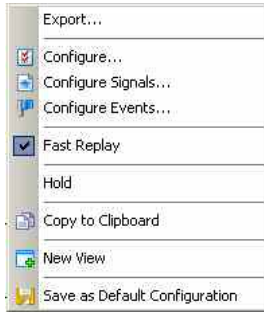 Export...
Configure...
Configure Signals...
Configure Events...
Fast Replay
Hold
Copy to Clipboard
New View
Save as Default Configuration